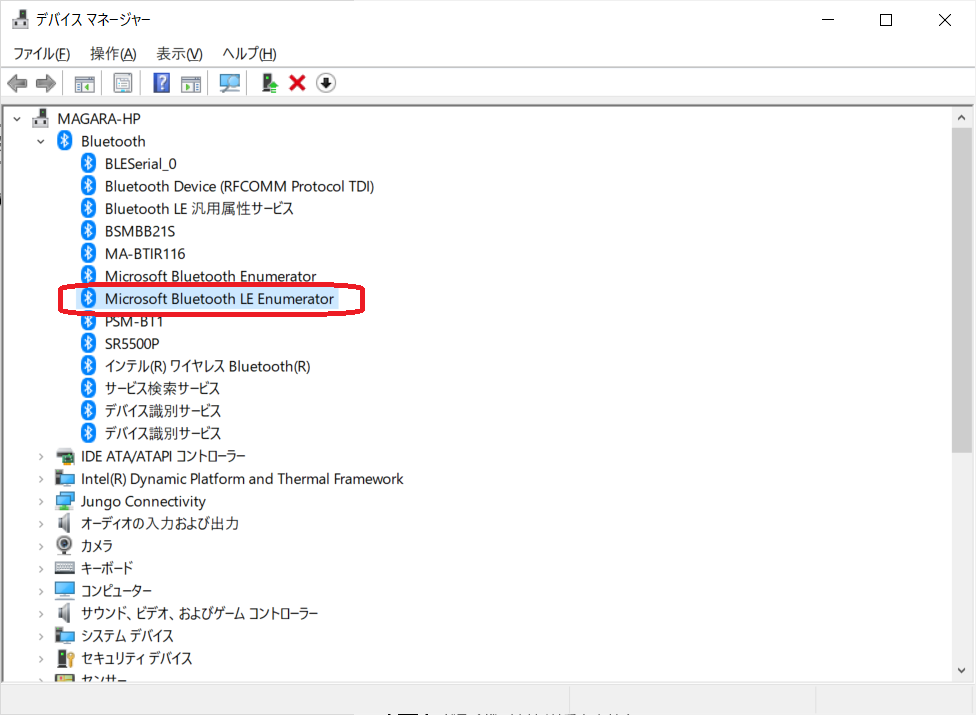 デバイス マネージャー
ファイル(F) 操作(A) 表示(V) ヘルプ(H)
MAGARA-HP
Bluetooth
BLESerial_0
Bluetooth Device (RFCOMM Protocol TDI)
Bluetooth LE 汎用属性サービス
BSMBB21S
MA-BTIR116
Microsoft Bluetooth Enumerator
Microsoft Bluetooth LE Enumerator
PSM-BT1
SR5500P
インテル(R) ワイヤレス Bluetooth(R)
サービス検索サービス
デバイス識別サービス
デバイス識別サービス
IDE ATA/ATAPI コントローラー
Intel(R) Dynamic Platform and Thermal Framework
Jungo Connectivity
オーディオの入力および出力
カメラ
キーボード
コンピューター
サウンド、ビデオ、およびゲーム コントローラー
システム デバイス
セキュリティ デバイス
センサー